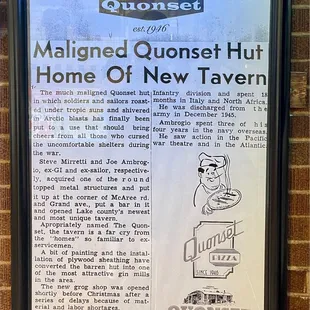 Quonset
est. 1946
Maligned Quonset Hut
Home Of New Tavern
The much maligned Quonset hut
in which soldiers and sailors roast-
ed under tropic suns and shivered
in Arctic blasts has finally been
put to a use that should bring
cheers from all those who cursed
the uncomfortable shelters during
the war.
Steve Mirretti and Joe Ambrog-
io, ex-GI and ex-sailor, respective-
ly, acquired one of the round
topped metal structures and put
it up at the corner of McAree rd.
and Grand ave., put a bar in it
and opened Lake county's newest
and most unique tavern.
Apropriately named The Quon-
set, the tavern is a far cry from
the "homes" so familiar to ex-
servicemen.
A bit of painting and the instal-
lation of plywood sheathing have
converted the barren hut into one
of the most attractive gin mills
in the area.
The new grog shop was opened
shortly before Christmas after a
series of delays because of mat-
erial and labor shortages.
Infantry division and spent 18
months in Italy and North Africa.
He was discharged from the
army in December 1945.
Ambrogio spent three of his
four years in the navy overseas.
He saw action in the Pacific
war theatre and in the Atlantic.
Quonset
PIZZA
SINCE 1946
QUONSET